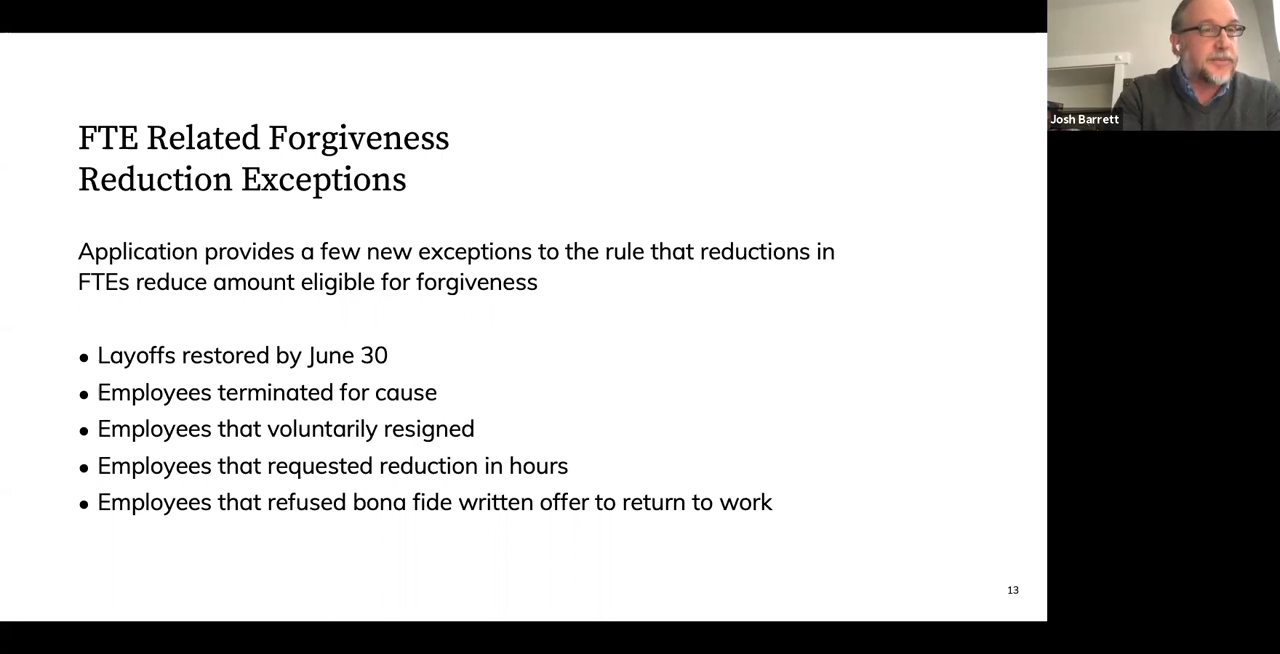 FTE Related Forgiveness
Reduction Exceptions
Application provides a few new exceptions to the rule that reductions in
FTEs reduce amount eligible for forgiveness
● Layoffs restored by June 30
● Employees terminated for cause
● Employees that voluntarily resigned
● Employees that requested reduction in hours
● Employees that refused bona fide written offer to return to work
13
Josh Barrett